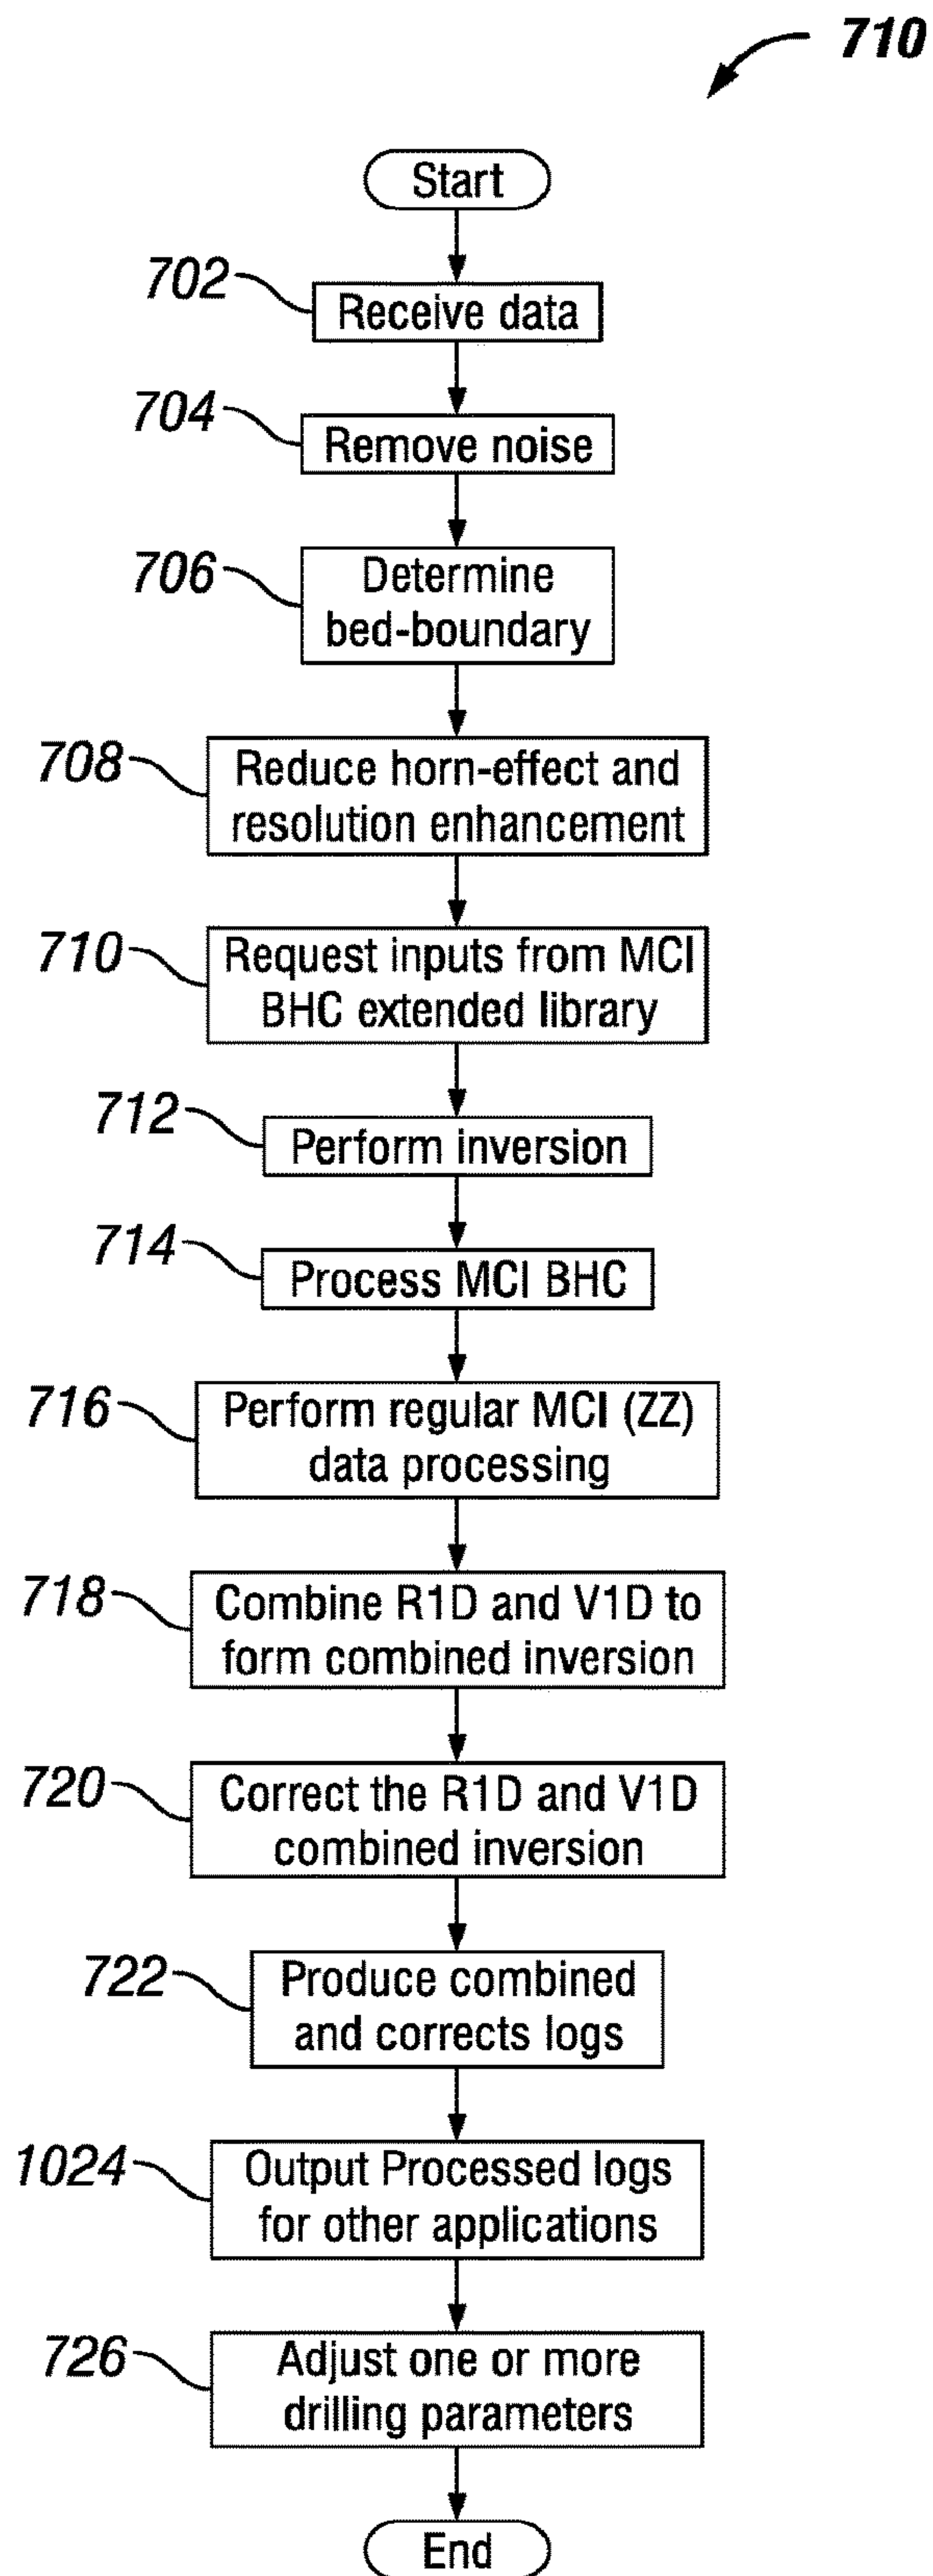 710
Start
702
Receive data
704
Remove noise
706
Determine
bed-boundary
708
Reduce horn-effect and
resolution enhancement
710
Request inputs from MCI
BHC extended library
712
Perform inversion
714
Process MCI BHC
716
Perform regular MCI (ZZ)
data processing
718
Combine R1D and V1D to
form combined inversion
720
Correct the R1D and V1D
combined inversion
722
Produce combined
and corrects logs
1024
Output Processed logs
for other applications
726
Adjust one or more
drilling parameters
End